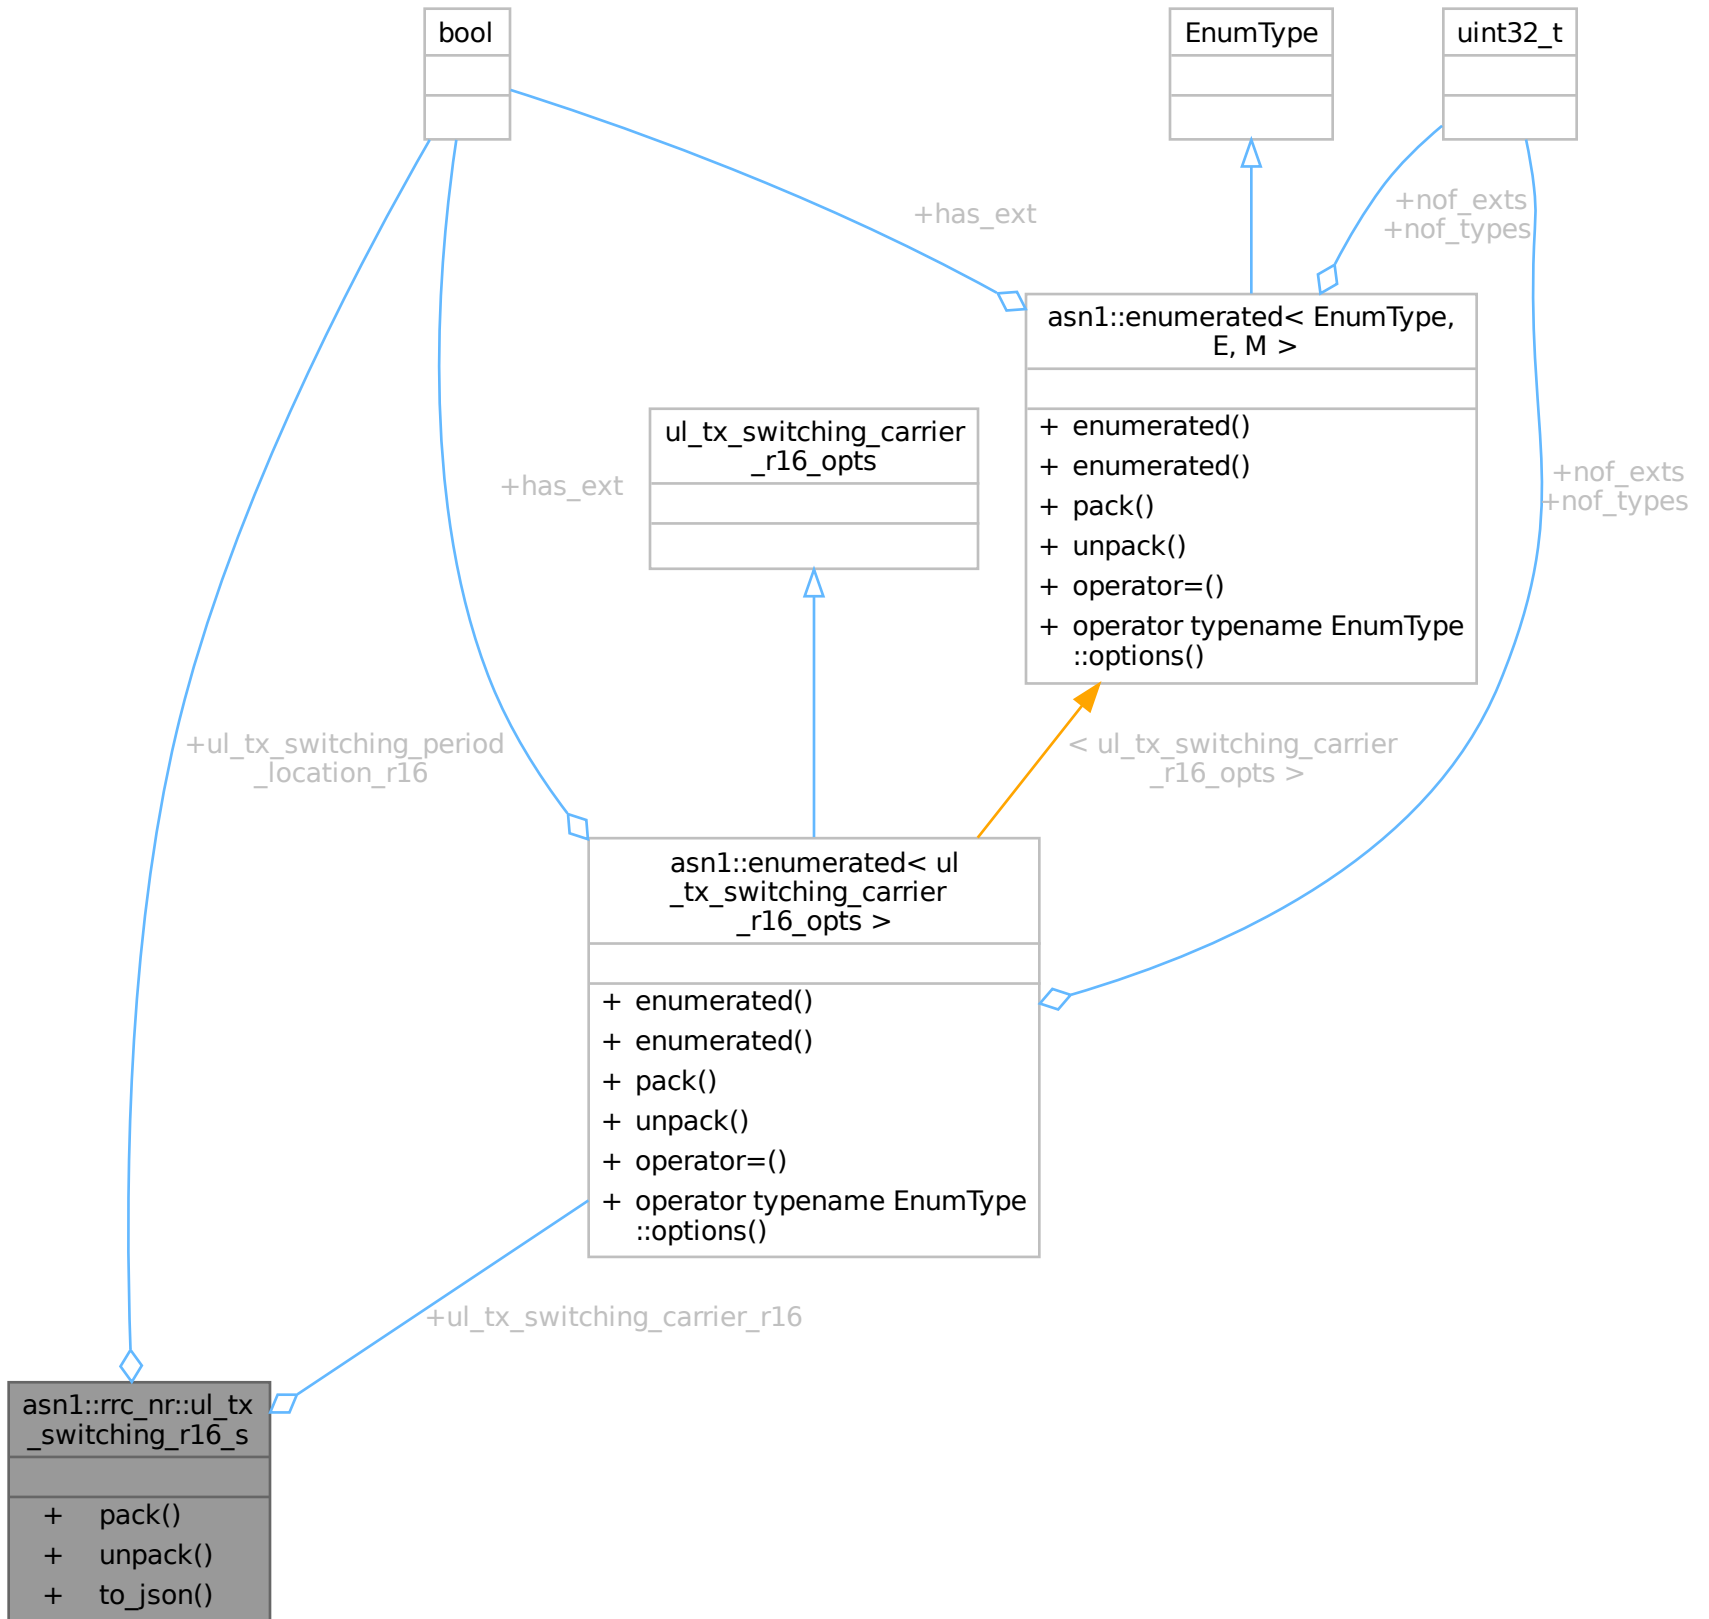 bool
EnumType
uint32_t
+has_ext
+nof_exts
+nof_types
asn1::enumerated< EnumType,
E, M >
+ enumerated()
+ enumerated()
+ pack()
+ unpack()
+ operator=()
+ operator typename EnumType
::options()
ul_tx_switching_carrier
_r16_opts
+has_ext
+nof_exts
+nof_types
+ul_tx_switching_period
_location_r16
< ul_tx_switching_carrier
_r16_opts >
asn1::enumerated< ul
_tx_switching_carrier
_r16_opts >
+ enumerated()
+ enumerated()
+ pack()
+ unpack()
+ operator=()
+ operator typename EnumType
::options()
+ul_tx_switching_carrier_r16
asn1::rrc_nr::ul_tx
_switching_r16_s
+ pack()
+ unpack()
+ to_json()